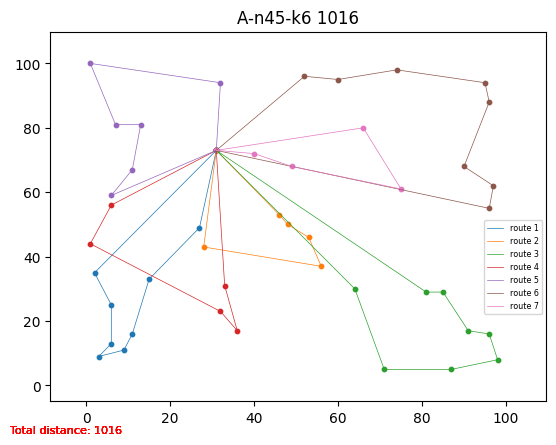 A-n45-k6 1016
100
80
60
40
20
0
0 20 40 60 80 100
route 1
route 2
route 3
route 4
route 5
route 6
route 7
Total distance: 1016